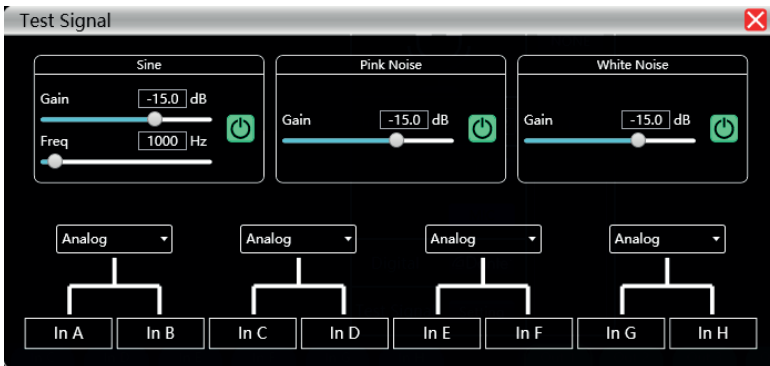 Test Signal
Sine
Gain -15.0 dB
Freq 1000 Hz
Pink Noise
Gain -15.0 dB
White Noise
Gain -15.0 dB
Analog Analog Analog Analog
In A In B In C In D In E In F In G In H